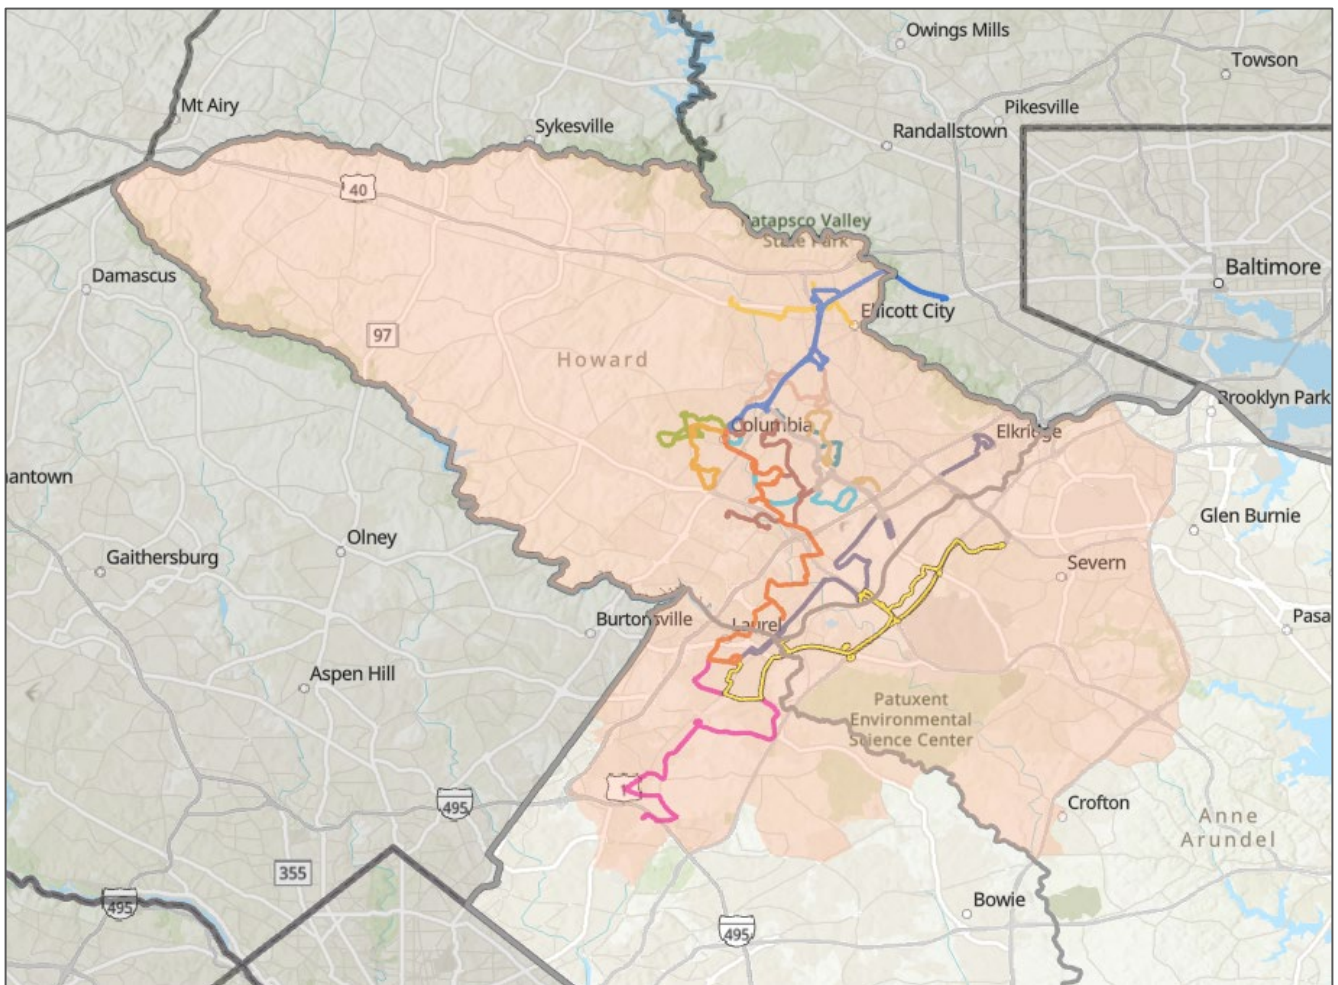 Owings Mills
Towson
Mt Airy
Pikesville
Sykesville
Randallstown
40
Patapsco Valley
State Park
Baltimore
Damascus
Ellicott City
97
Howard
Brooklyn Park
Columbia
Elkridge
nantown
Glen Burnie
Olney
Gaithersburg
Severn
Burtonsville
Laurel
Pasa
Aspen Hill
Patuxent
Environmental
Science Center
495
Crofton
Anne
Arundel
355
495
Bowie
495